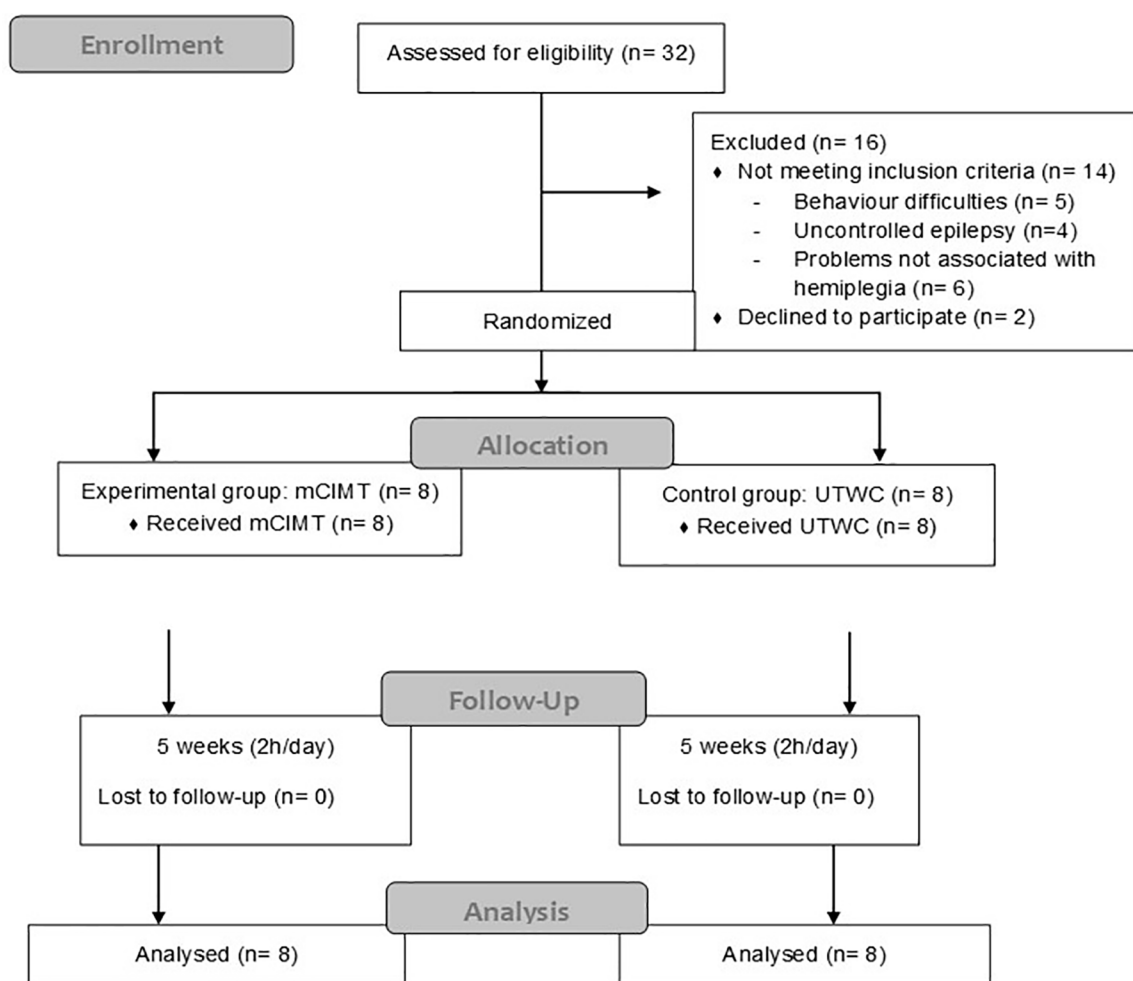 Enrollment
Assessed for eligibility (n= 32)
Excluded (n= 16)
♦ Not meeting inclusion criteria (n= 14)
- Behaviour difficulties (n= 5)
- Uncontrolled epilepsy (n=4)
- Problems not associated with
hemiplegia (n= 6)
♦ Declined to participate (n= 2)
Randomized
Allocation
Experimental group: mCIMT (n= 8)
♦ Received mCIMT (n= 8)
Control group: UTWC (n= 8)
♦ Received UTWC (n= 8)
Follow-Up
5 weeks (2h/day)
Lost to follow-up (n= 0)
5 weeks (2h/day)
Lost to follow-up (n= 0)
Analysis
Analysed (n= 8)
Analysed (n= 8)